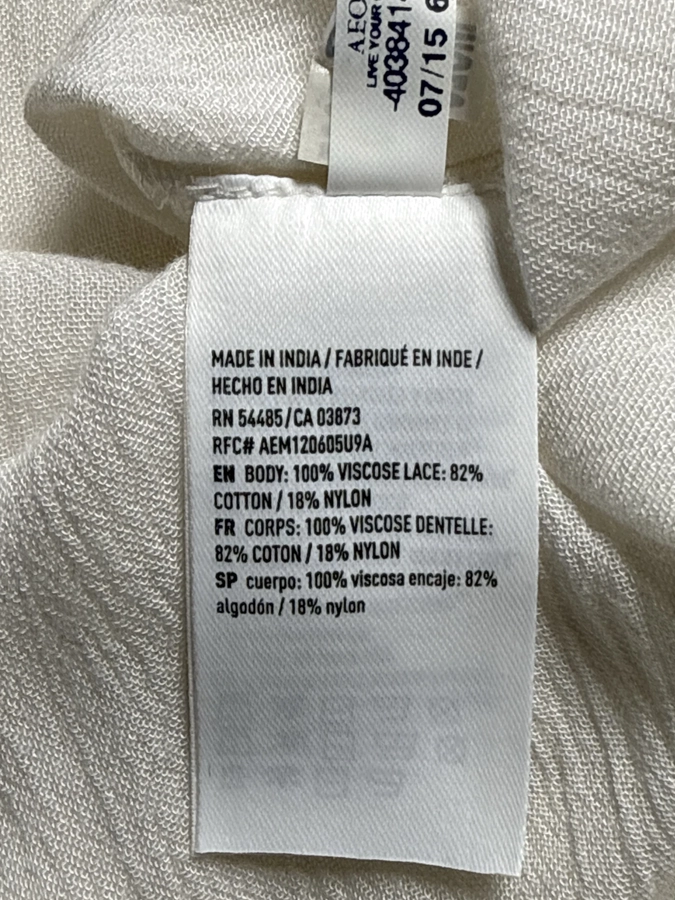 AEO
LIVE YOUR
4038414
07/15 6
MADE IN INDIA / FABRIQUÉ EN INDE /
HECHO EN INDIA
RN 54485/CA 03873
RFC# AEM120605U9A
EN BODY: 100% VISCOSE LACE: 82%
COTTON / 18% NYLON
FR CORPS: 100% VISCOSE DENTELLE:
82% COTON / 18% NYLON
SP cuerpo: 100% viscosa encaje: 82%
algodón / 18% nylon